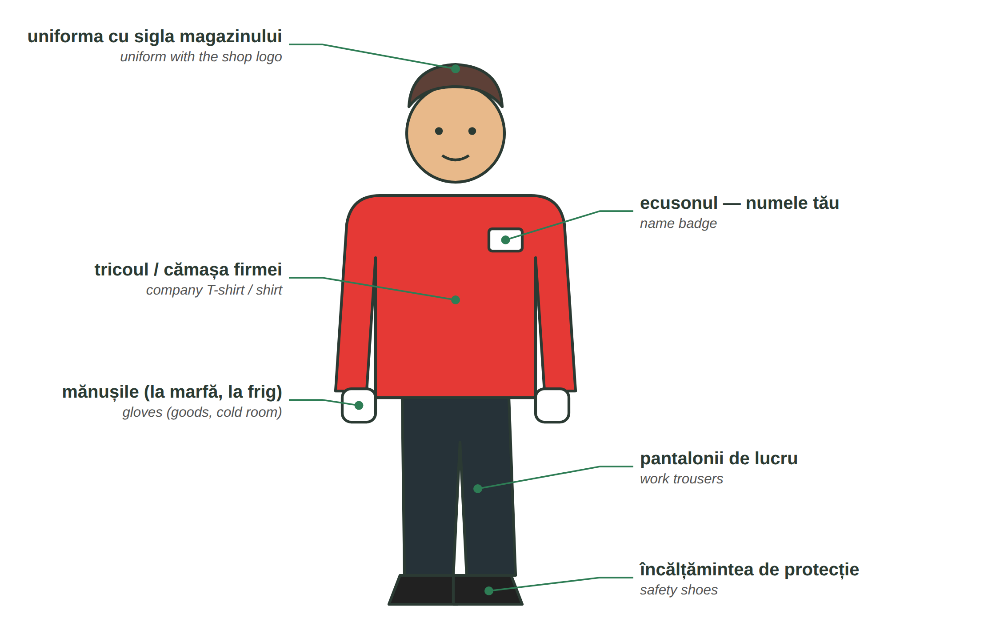 uniforma cu sigla magazinului
uniform with the shop logo
ecusonul — numele tău
name badge
tricoul / cămașa firmei
company T-shirt / shirt
mănușile (la marfă, la frig)
gloves (goods, cold room)
pantalonii de lucru
work trousers
încălțămintea de protecție
safety shoes